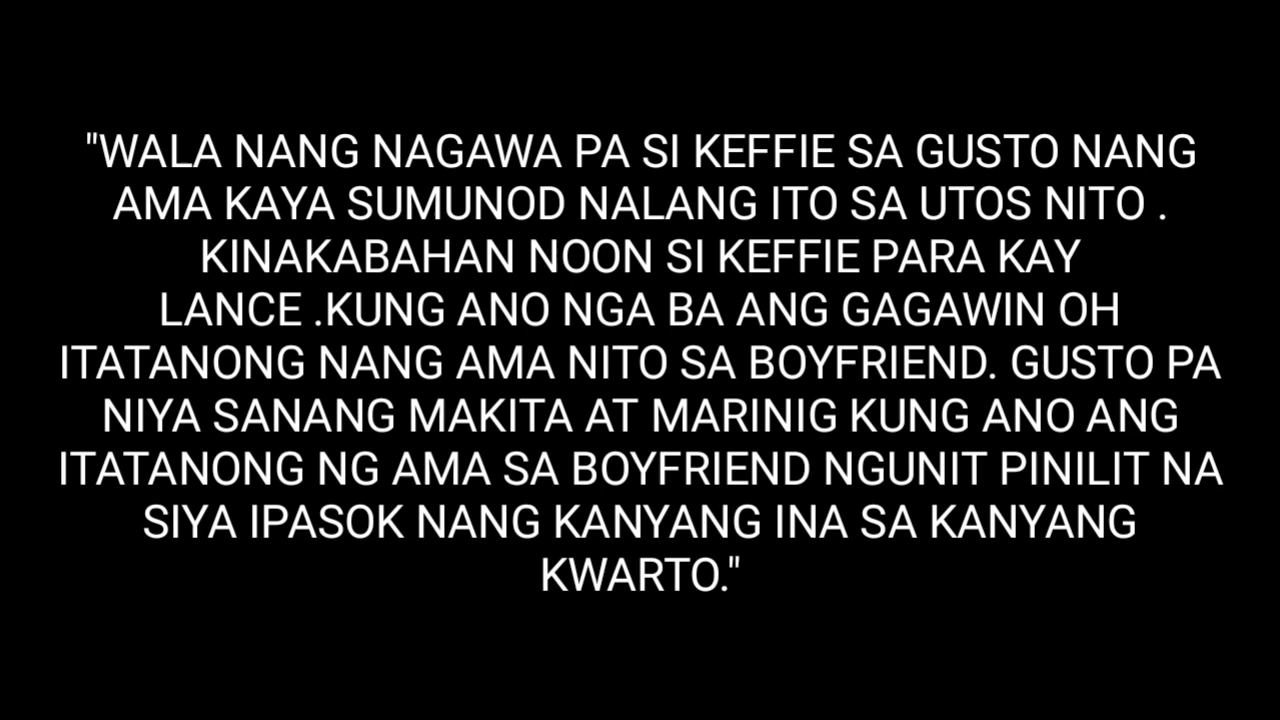 "WALA NANG NAGAWA PA SI KEFFIE SA GUSTO NANG
AMA KAYA SUMUNOD NALANG ITO SA UTOS NITO .
KINAKABAHAN NOON SI KEFFIE PARA KAY
LANCE .KUNG ANO NGA BA ANG GAGAWIN OH
ITATANONG NANG AMA NITO SA BOYFRIEND. GUSTO PA
NIYA SANANG MAKITA AT MARINIG KUNG ANO ANG
ITATANONG NG AMA SA BOYFRIEND NGUNIT PINILIT NA
SIYA IPASOK NANG KANYANG INA SA KANYANG
KWARTO."